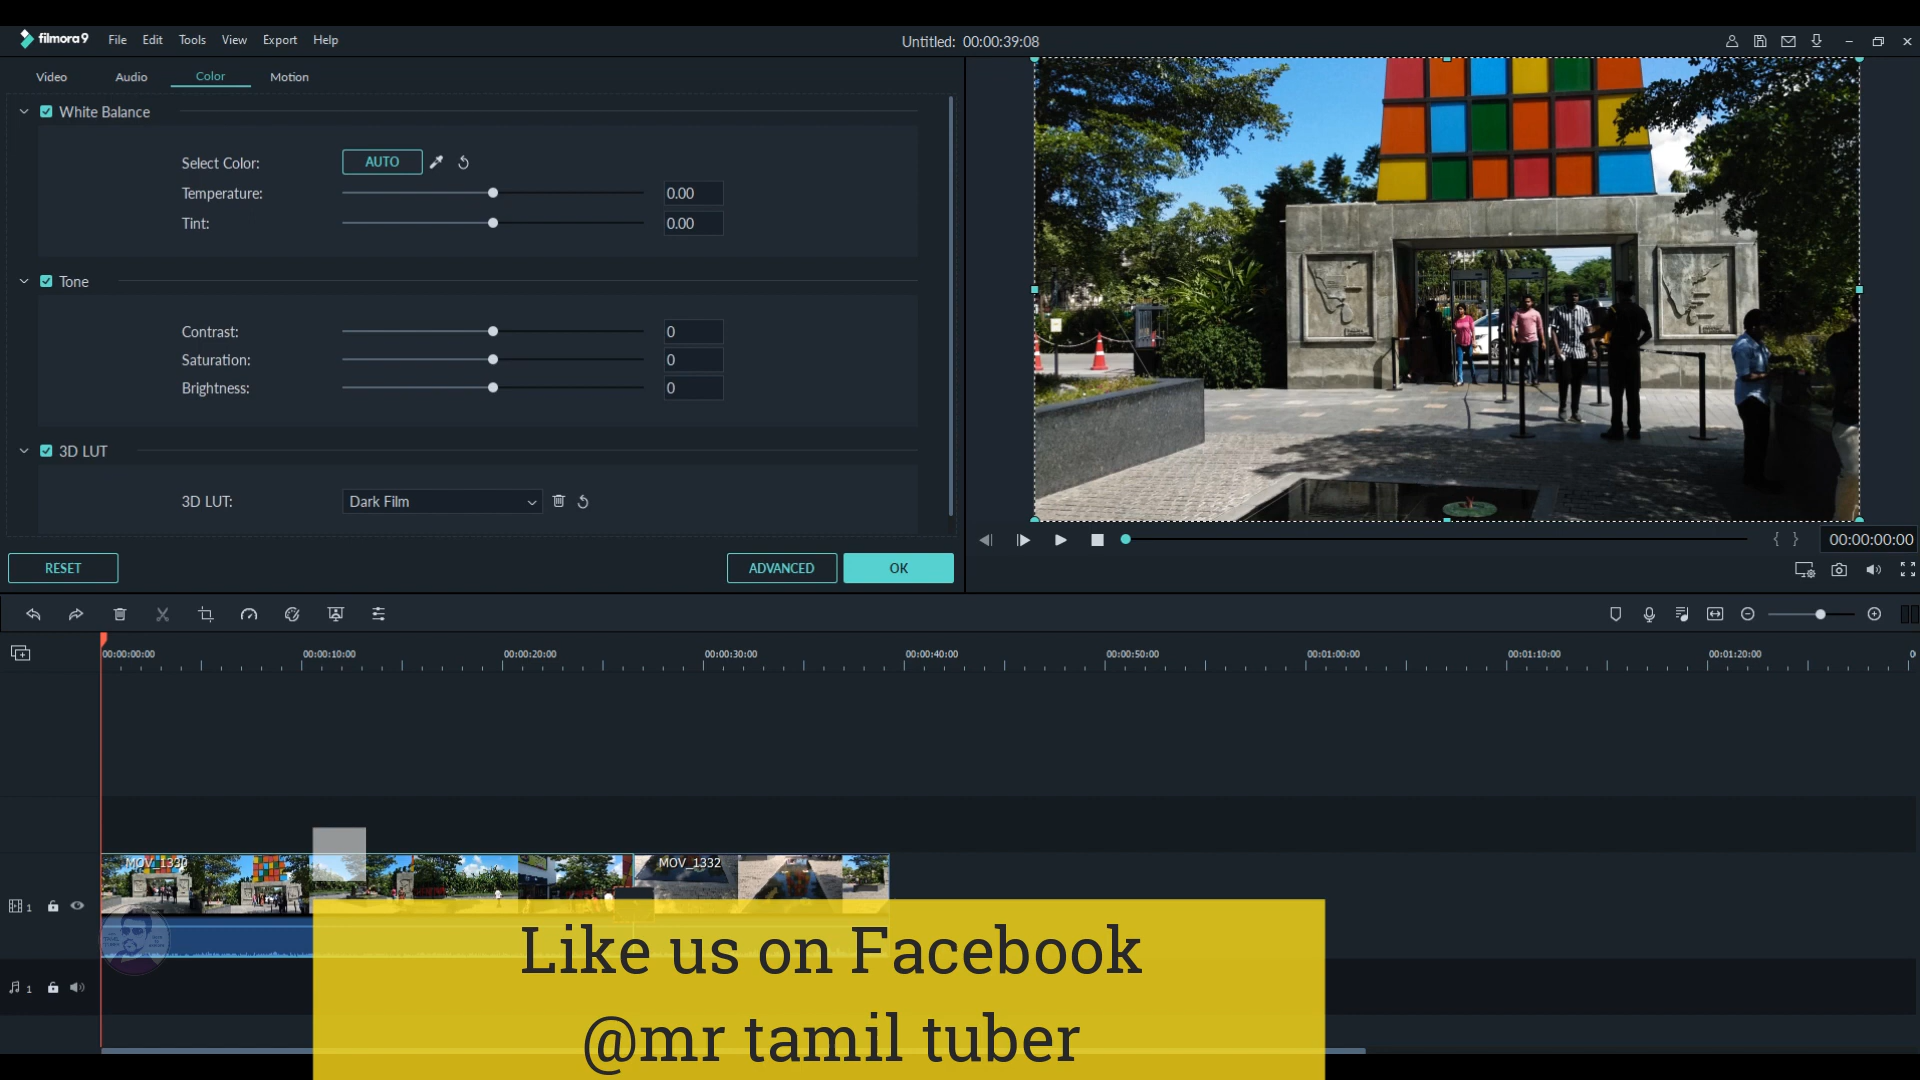 filmora9 File Edit Tools View Export Help
Untitled: 00:00:39:08
Video Audio Color Motion
White Balance
Select Color: AUTO
Temperature: 0.00
Tint: 0.00
Tone
Contrast: 0
Saturation: 0
Brightness: 0
3D LUT
3D LUT: Dark Film
RESET ADVANCED OK
{ } 00:00:00:00
00:00:00:00 00:00:10:00 00:00:20:00 00:00:30:00 00:00:40:00 00:00:50:00 00:01:00:00 00:01:10:00 00:01:20:00 0
MOV_1330 MOV_1332
1
1
Like us on Facebook
@mr tamil tuber